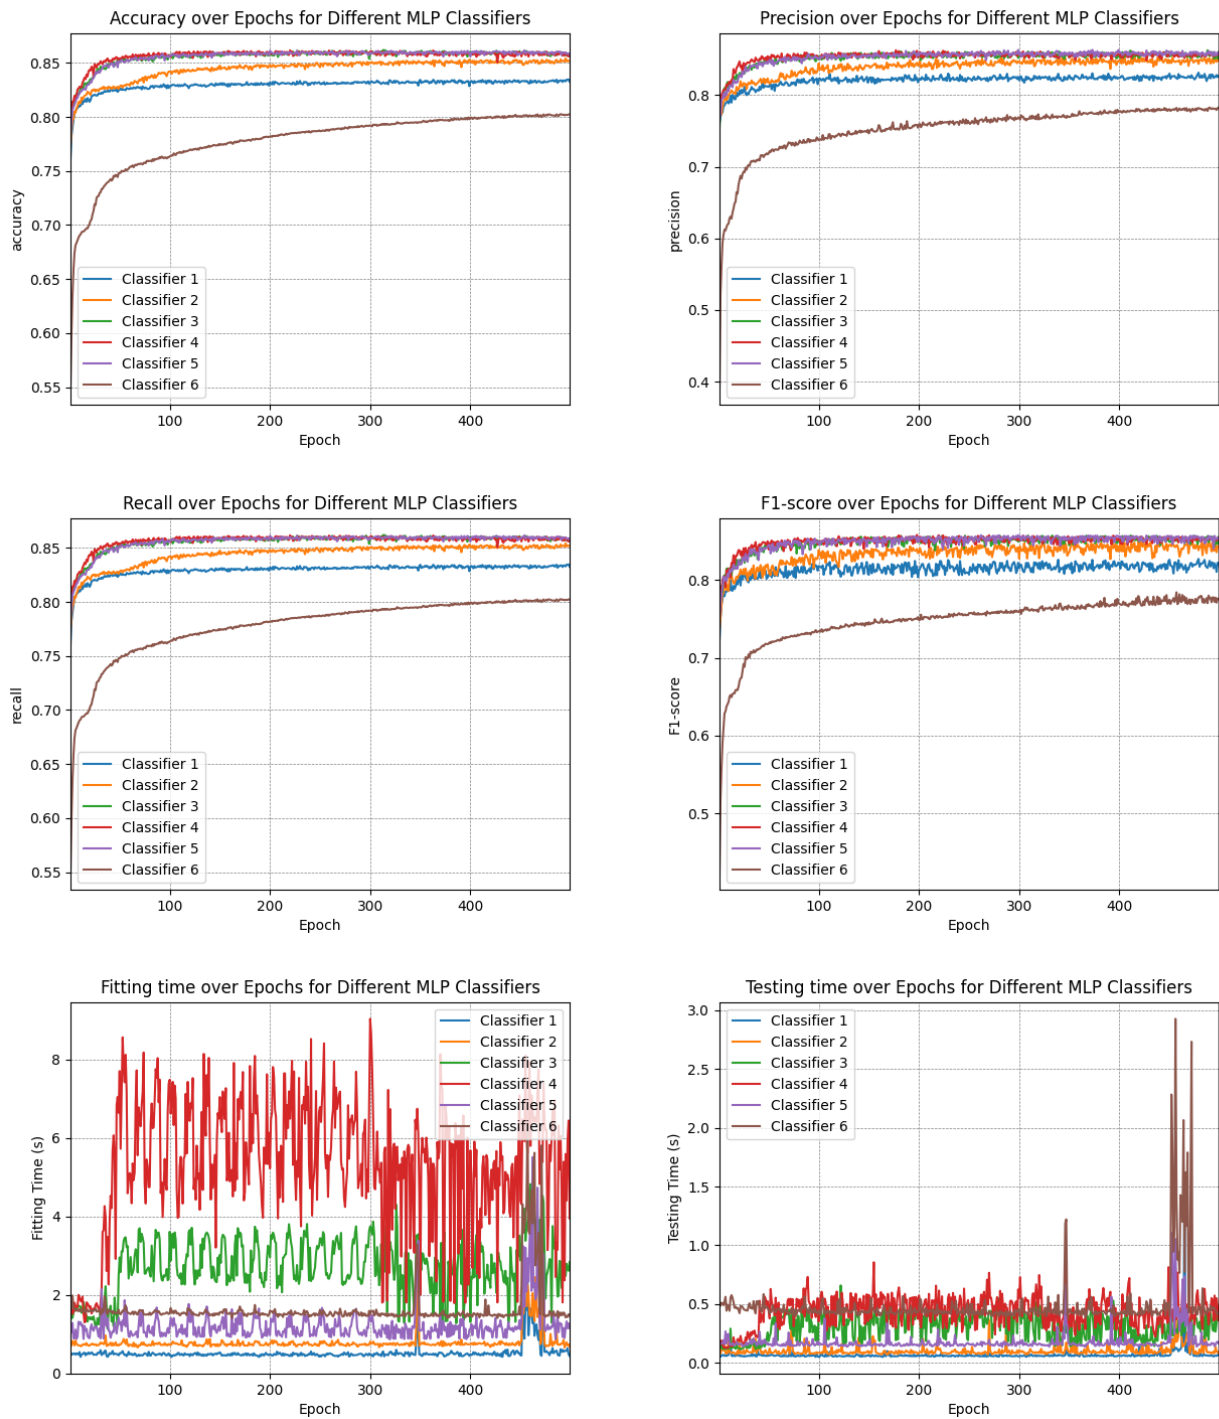 Accuracy over Epochs for Different MLP Classifiers
accuracy
0.85
0.80
0.75
0.70
0.65
0.60
0.55
Classifier 1
Classifier 2
Classifier 3
Classifier 4
Classifier 5
Classifier 6
100
200
300
400
Epoch
Precision over Epochs for Different MLP Classifiers
precision
0.8
0.7
0.6
0.5
0.4
Classifier 1
Classifier 2
Classifier 3
Classifier 4
Classifier 5
Classifier 6
100
200
300
400
Epoch
Recall over Epochs for Different MLP Classifiers
recall
0.85
0.80
0.75
0.70
0.65
0.60
0.55
Classifier 1
Classifier 2
Classifier 3
Classifier 4
Classifier 5
Classifier 6
100
200
300
400
Epoch
F1-score over Epochs for Different MLP Classifiers
F1-score
0.8
0.7
0.6
0.5
Classifier 1
Classifier 2
Classifier 3
Classifier 4
Classifier 5
Classifier 6
100
200
300
400
Epoch
Fitting time over Epochs for Different MLP Classifiers
Fitting Time (s)
8
6
4
2
0
Classifier 1
Classifier 2
Classifier 3
Classifier 4
Classifier 5
Classifier 6
100
200
300
400
Epoch
Testing time over Epochs for Different MLP Classifiers
Testing Time (s)
3.0
2.5
2.0
1.5
1.0
0.5
0.0
Classifier 1
Classifier 2
Classifier 3
Classifier 4
Classifier 5
Classifier 6
100
200
300
400
Epoch